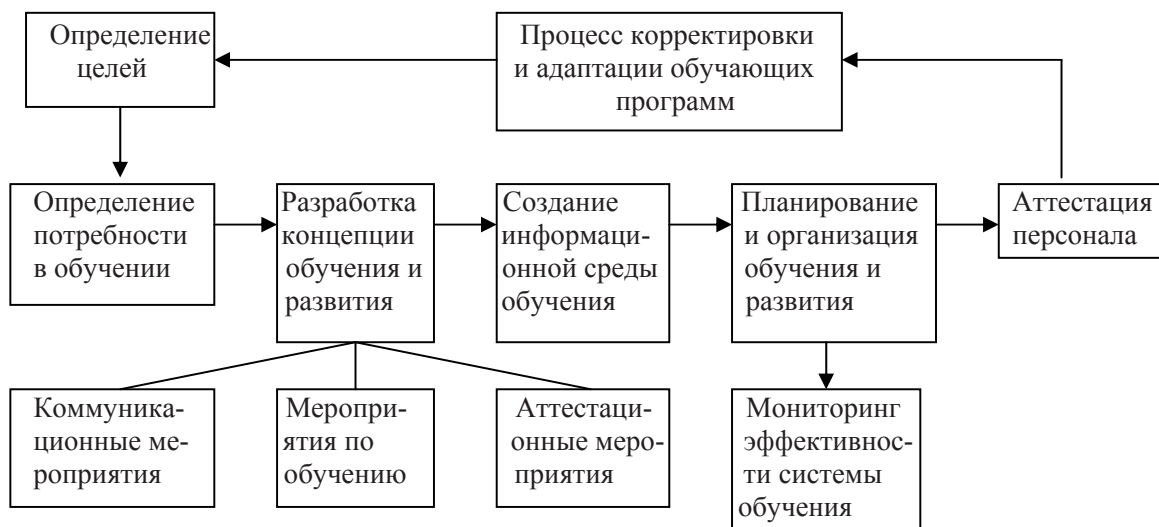 Определение
целей
Процесс корректировки
и адаптации обучающих
программ
Определение
потребности
в обучении
Разработка
концепции
обучения и
развития
Создание
информаци-
онной среды
обучения
Планирование
и организация
обучения и
развития
Аттестация
персонала
Коммуника-
ционные ме-
роприятия
Меропри-
ятия по
обучению
Аттестаци-
онные меро-
приятия
Мониторинг
эффективнос-
ти системы
обучения